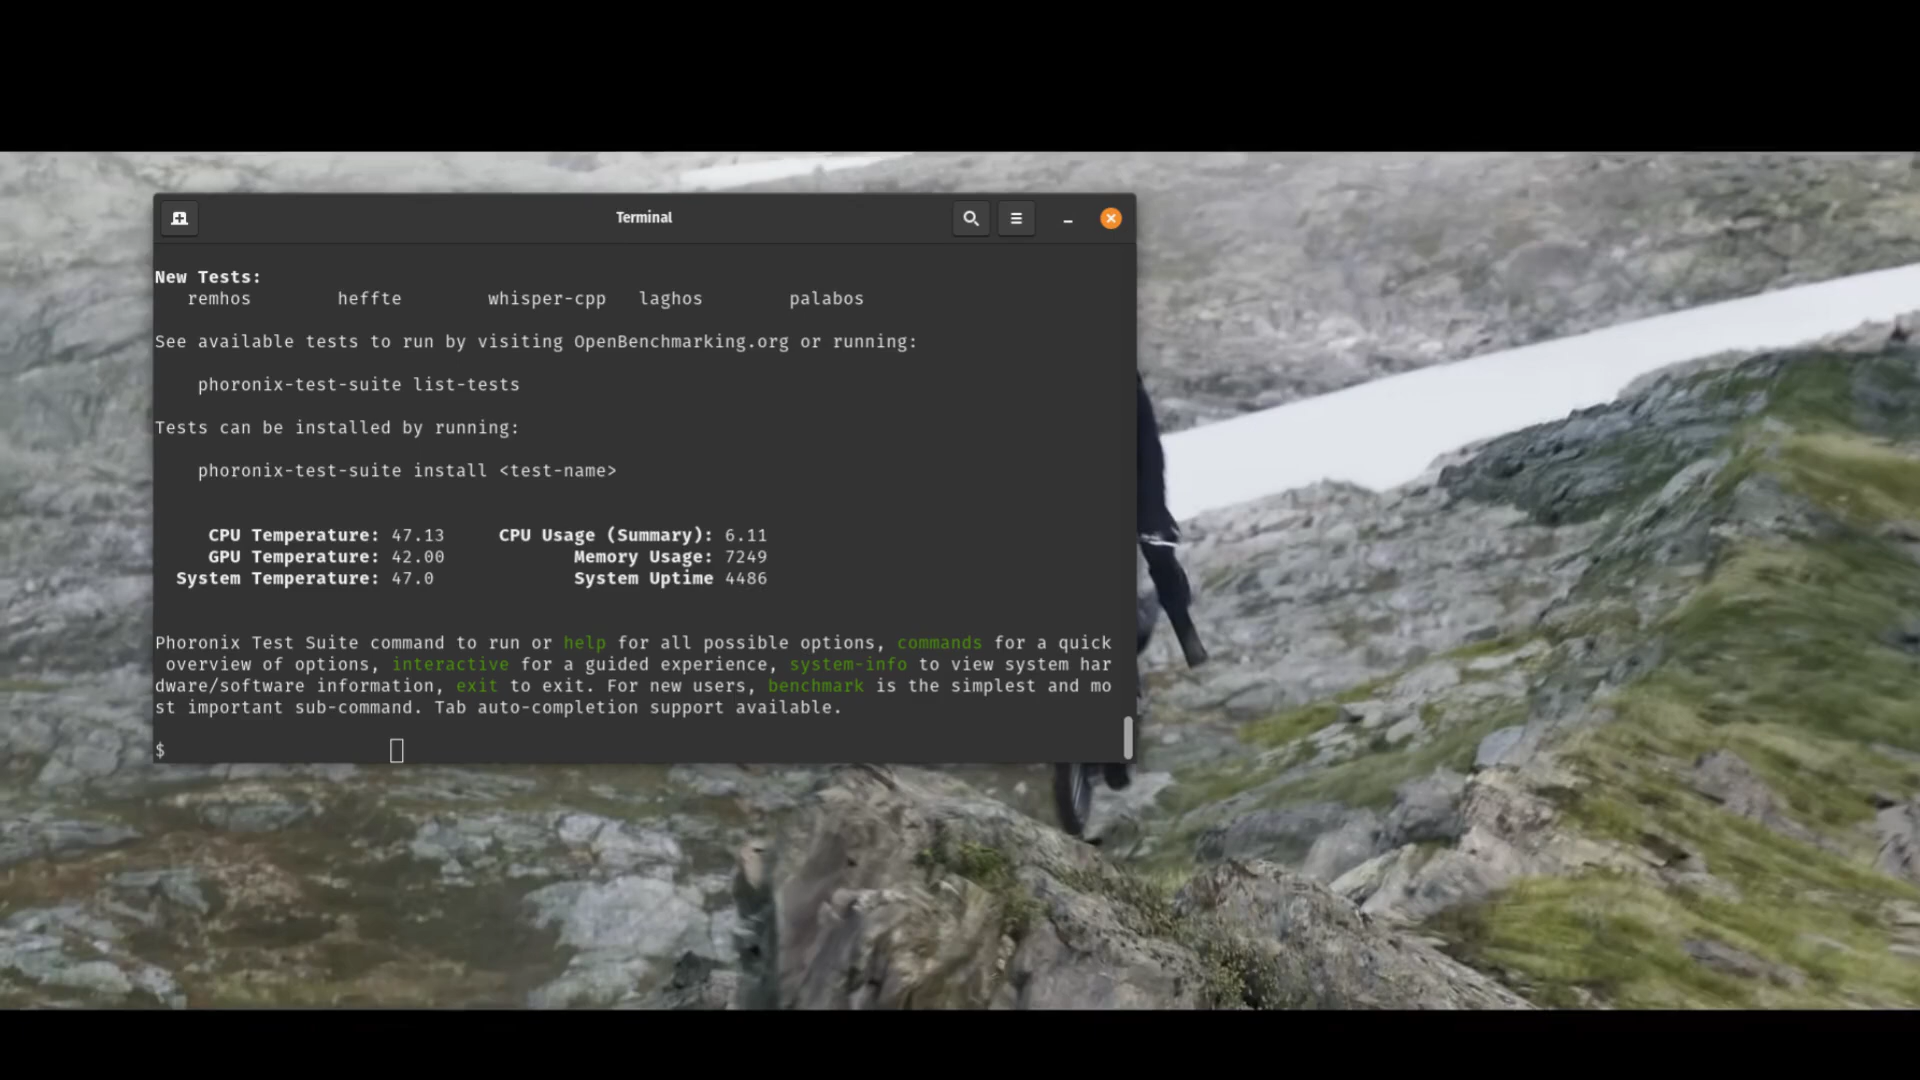 Terminal
New Tests:
remhos heffte whisper-cpp laghos palabos
See available tests to run by visiting OpenBenchmarking.org or running:
phoronix-test-suite list-tests
Tests can be installed by running:
phoronix-test-suite install <test-name>
CPU Temperature: 47.13 CPU Usage (Summary): 6.11
GPU Temperature: 42.00 Memory Usage: 7249
System Temperature: 47.0 System Uptime 4486
Phoronix Test Suite command to run or help for all possible options, commands for a quick
overview of options, interactive for a guided experience, system-info to view system har
dware/software information, exit to exit. For new users, benchmark is the simplest and mo
st important sub-command. Tab auto-completion support available.
$